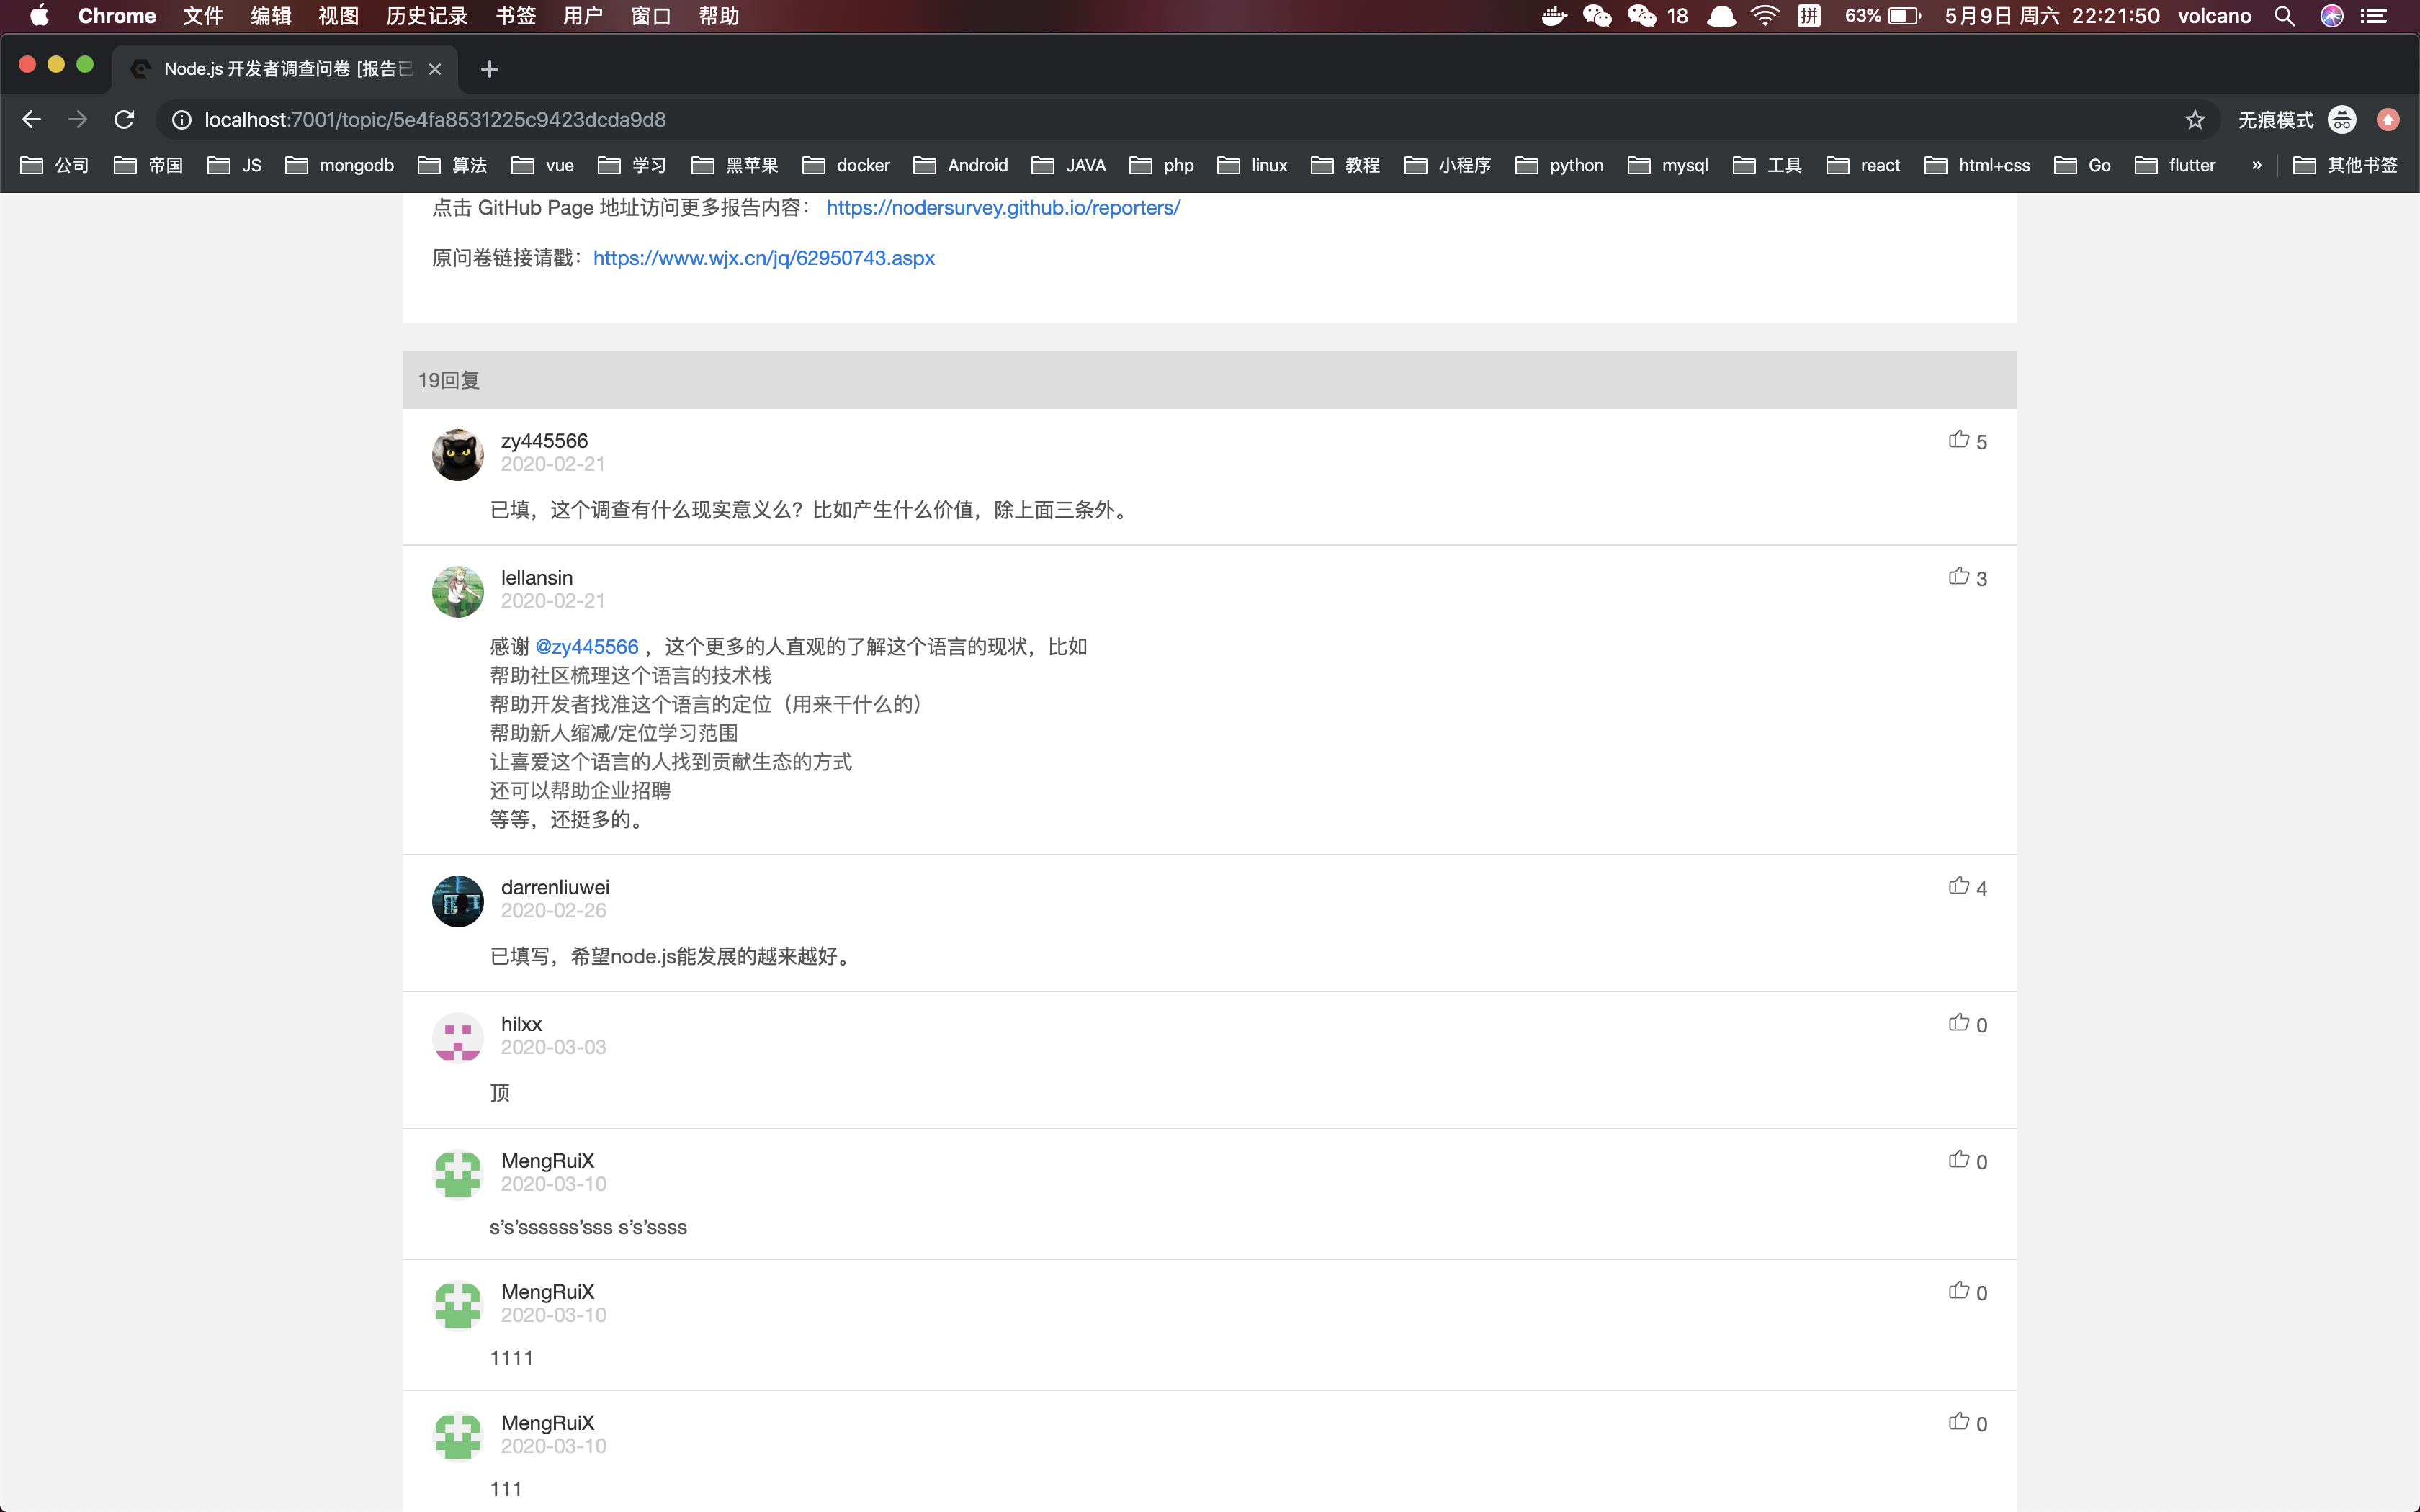 Chrome 文件 编辑 视图 历史记录 书签 用户 窗口 帮助 18 拼 63% 5月9日 周六 22:21:50 volcano
Node.js 开发者调查问卷 [报告已
localhost:7001/topic/5e4fa8531225c9423dcda9d8 无痕模式
公司 帝国 JS mongodb 算法 vue 学习 黑苹果 docker Android JAVA php linux 教程 小程序 python mysql 工具 react html+css Go flutter » 其他书签
点击 GitHub Page 地址访问更多报告内容： https://nodersurvey.github.io/reporters/
原问卷链接请戳：https://www.wjx.cn/jq/62950743.aspx
19回复
zy445566 5
2020-02-21
已填，这个调查有什么现实意义么？比如产生什么价值，除上面三条外。
lellansin 3
2020-02-21
感谢 @zy445566 ，这个更多的人直观的了解这个语言的现状，比如
帮助社区梳理这个语言的技术栈
帮助开发者找准这个语言的定位（用来干什么的）
帮助新人缩减/定位学习范围
让喜爱这个语言的人找到贡献生态的方式
还可以帮助企业招聘
等等，还挺多的。
darrenliuwei 4
2020-02-26
已填写，希望node.js能发展的越来越好。
hilxx 0
2020-03-03
顶
MengRuiX 0
2020-03-10
s’s’ssssss’sss s’s’ssss
MengRuiX 0
2020-03-10
1111
MengRuiX 0
2020-03-10
111